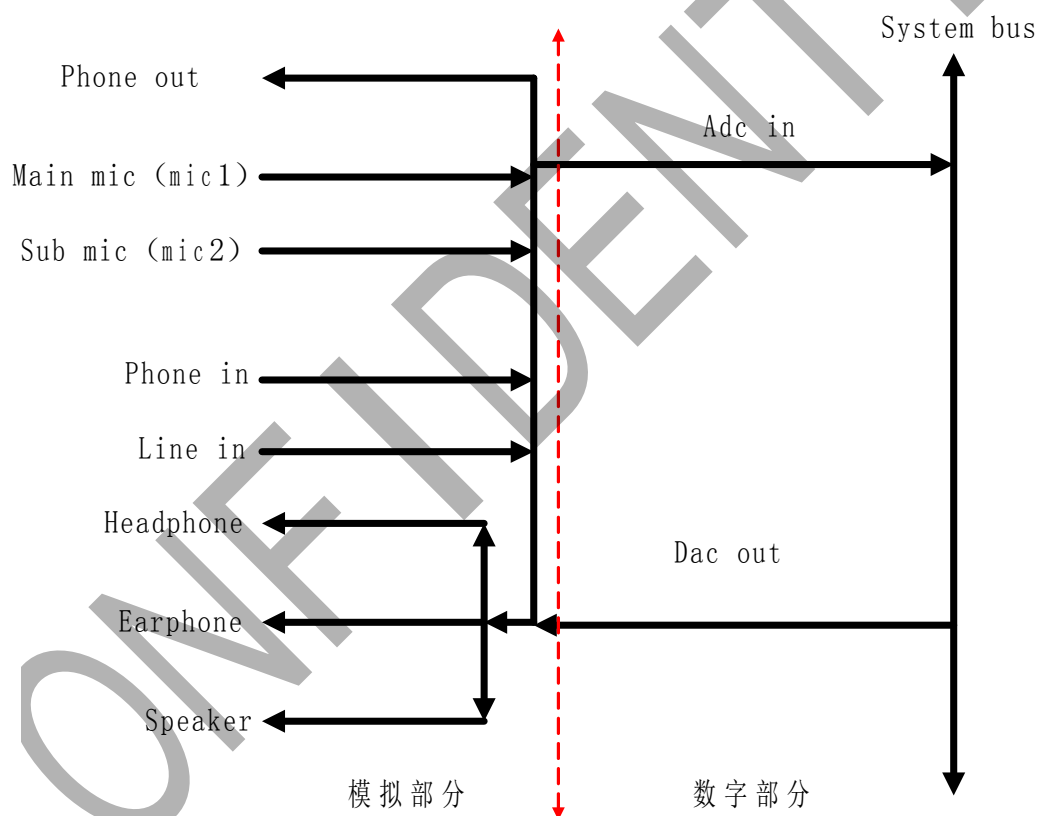 System bus
Phone out
Adc in
Main mic (mic1)
Sub mic (mic2)
Phone in
Line in
Headphone
Dac out
Earphone
Speaker
模拟部分
数字部分
ONFIDENT